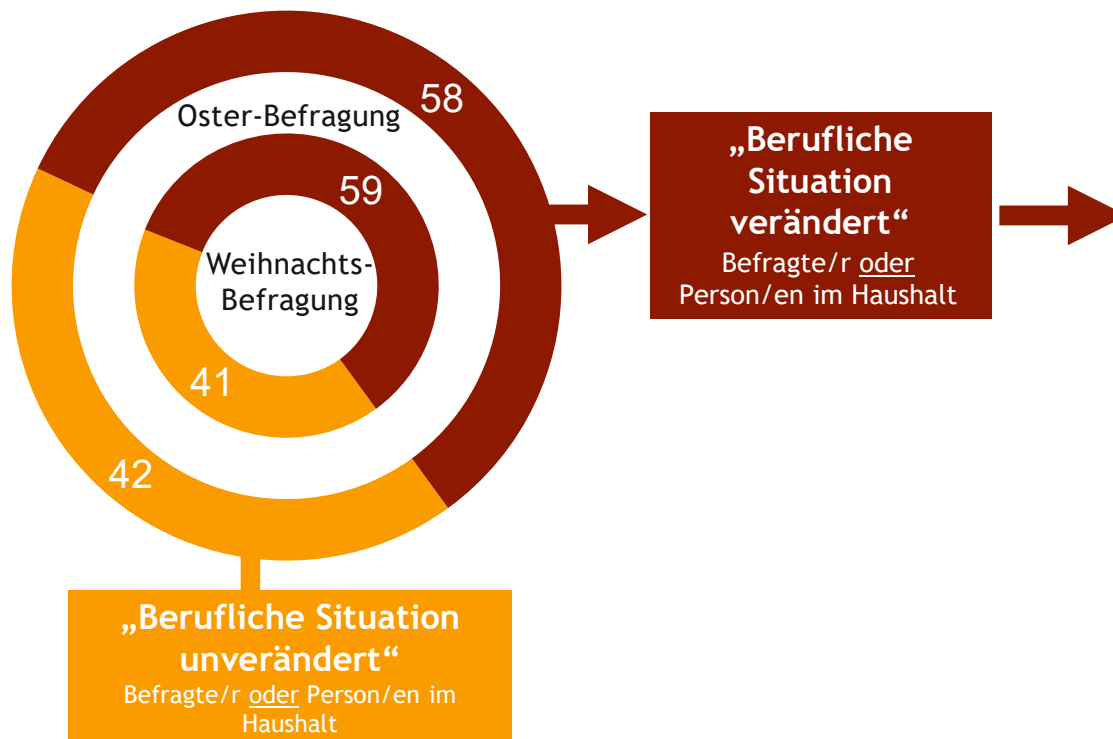 58
Oster-Befragung
59
Weihnachts-
Befragung
41
42
„Berufliche
Situation
verändert“
Befragte/r oder
Person/en im Haushalt
„Berufliche Situation
unverändert“
Befragte/r oder Person/en im
Haushalt